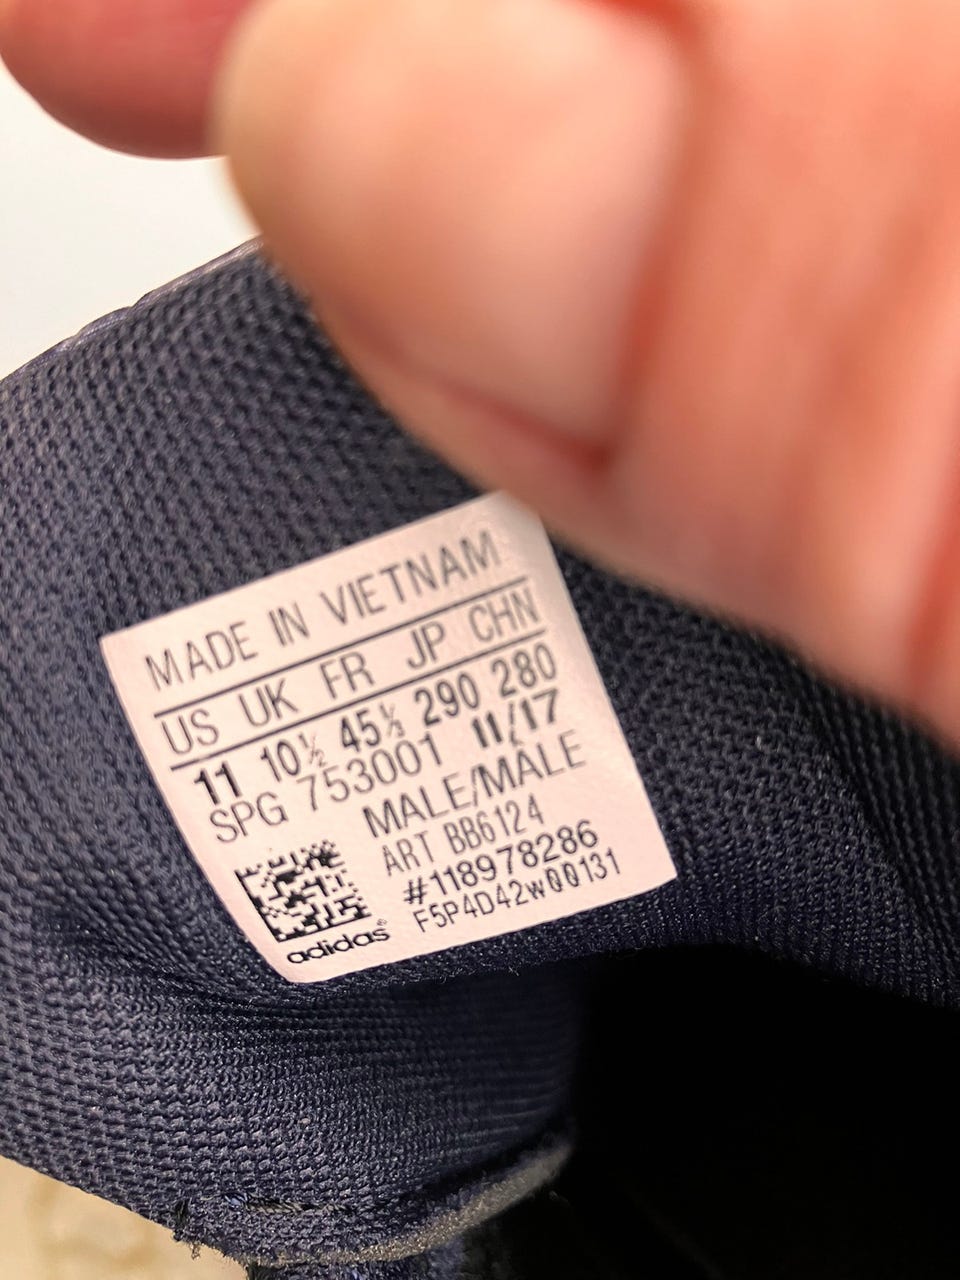 MADE IN VIETNAM
US UK FR JP CHN
11 10½ 45⅓ 290 280
SPG 753001 11/17
MALE/MALE
ART BB6124
#118978286
F5P4D42w00131
adidas®